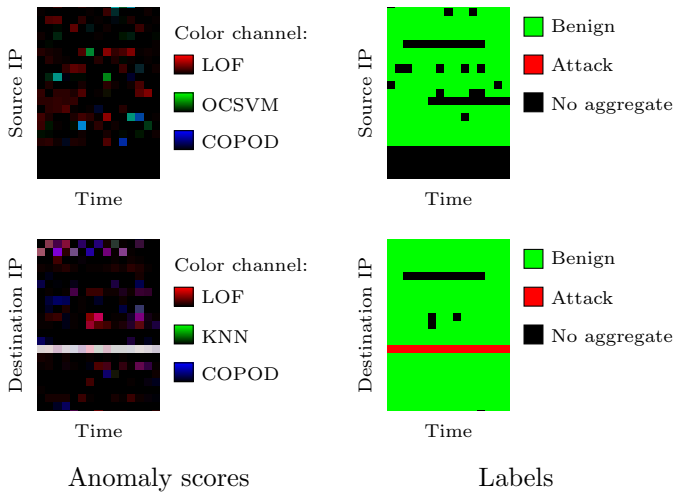 Source IP
Time
Color channel:
LOF
OCSVM
COPOD
Source IP
Time
Benign
Attack
No aggregate
Destination IP
Time
Color channel:
LOF
KNN
COPOD
Destination IP
Time
Benign
Attack
No aggregate
Anomaly scores
Labels